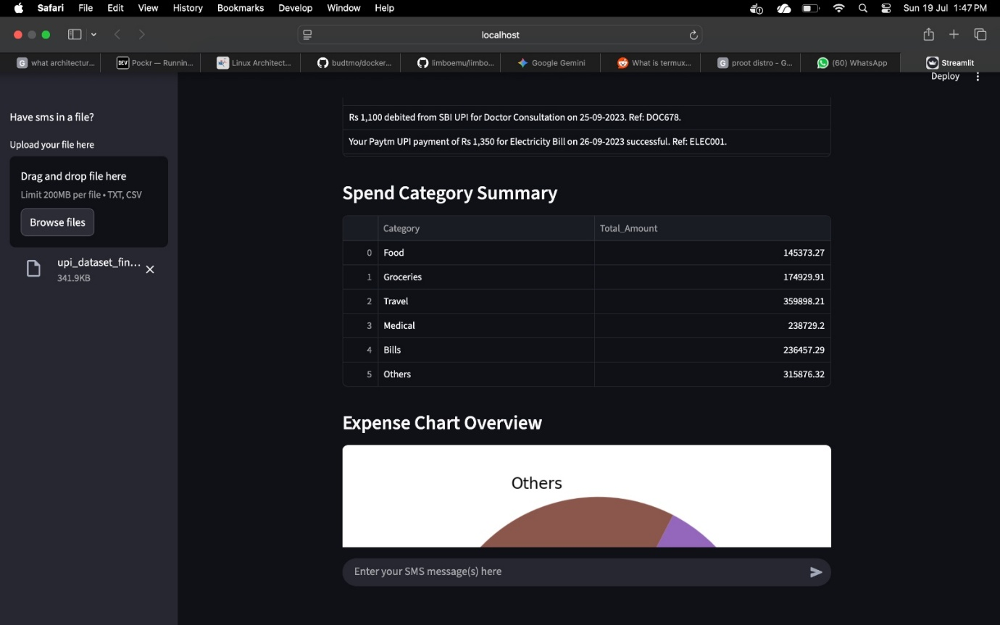 Safari File Edit View History Bookmarks Develop Window Help Sun 19 Jul 1:47 PM
localhost
what architectur... Pockr — Runnin... Linux Architect... budtmo/docker... limboemu/limbo... Google Gemini What is termux... proot distro - G... (60) WhatsApp Streamlit
Deploy
Have sms in a file?
Upload your file here
Drag and drop file here
Limit 200MB per file • TXT, CSV
Browse files
upi_dataset_fin...
341.9KB
Rs 1,100 debited from SBI UPI for Doctor Consultation on 25-09-2023. Ref: DOC678.
Your Paytm UPI payment of Rs 1,350 for Electricity Bill on 26-09-2023 successful. Ref: ELEC001.
Spend Category Summary
Category Total_Amount
0 Food 145373.27
1 Groceries 174929.91
2 Travel 359898.21
3 Medical 238729.2
4 Bills 236457.29
5 Others 315876.32
Expense Chart Overview
Others
Enter your SMS message(s) here